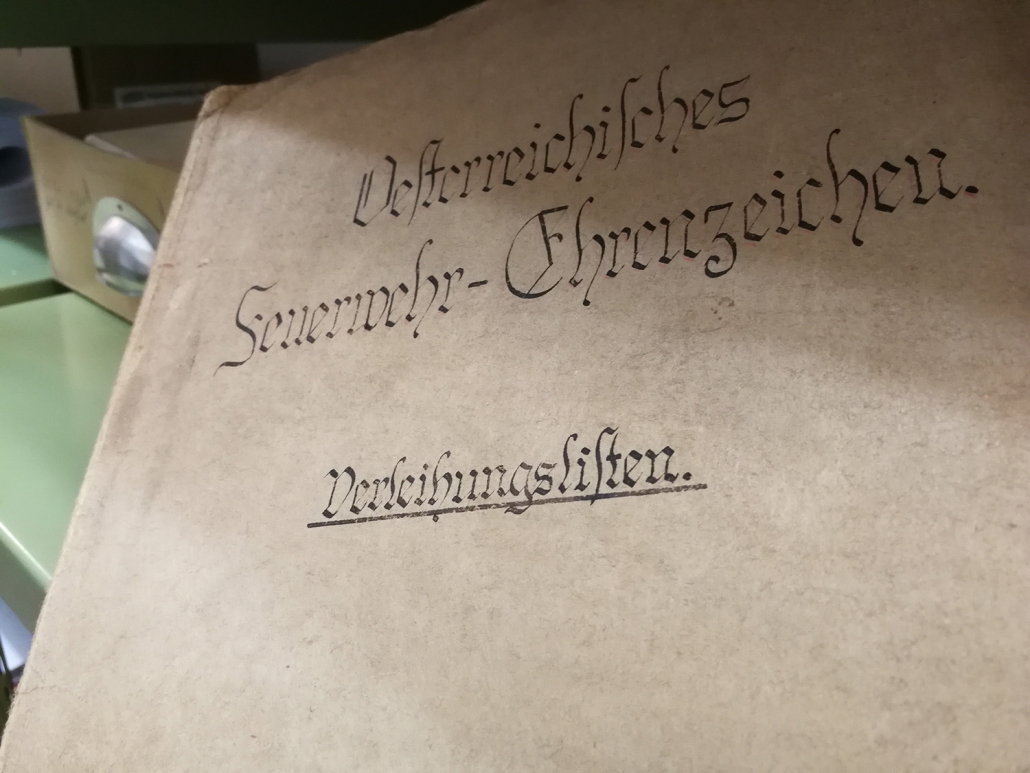 Oeſterreichiſches
Feuerwehr-Ehrenzeichen.
Verleihungsliſten.